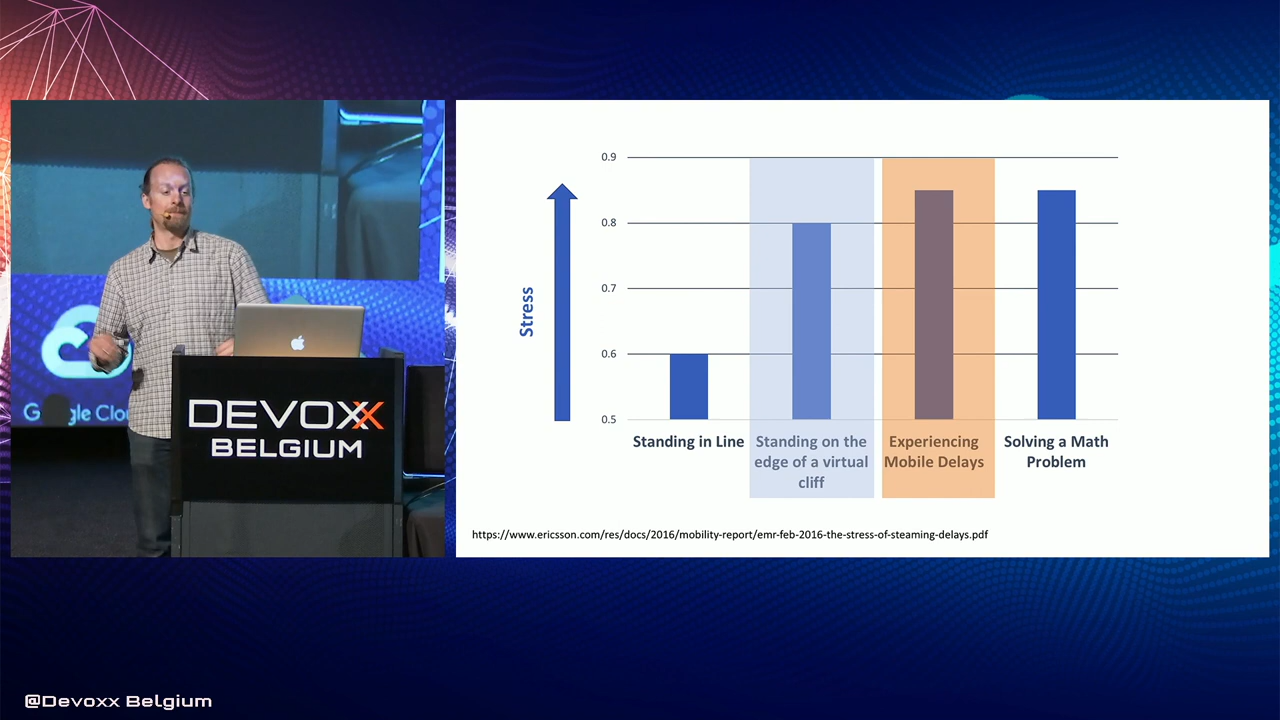 Google Clou
DEVOXX
BELGIUM
0.9
0.8
0.7
0.6
0.5
Stress
Standing in Line
Standing on the
edge of a virtual
cliff
Experiencing
Mobile Delays
Solving a Math
Problem
https://www.ericsson.com/res/docs/2016/mobility-report/emr-feb-2016-the-stress-of-steaming-delays.pdf
@Devoxx Belgium